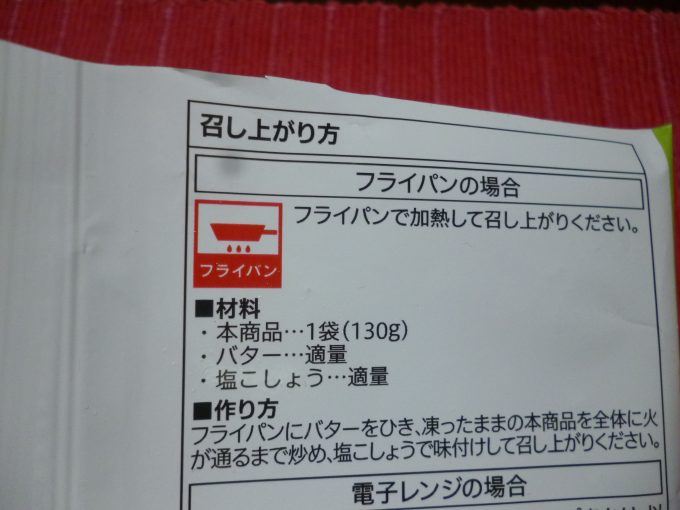 召し上がり方
フライパンの場合
フライパンで加熱して召し上がりください。
フライパン
■材料
・本商品…1袋(130g)
・バター…適量
・塩こしょう…適量
■作り方
フライパンにバターをひき、凍ったままの本商品を全体に火
が通るまで炒め、塩こしょうで味付けして召し上がりください。
電子レンジの場合